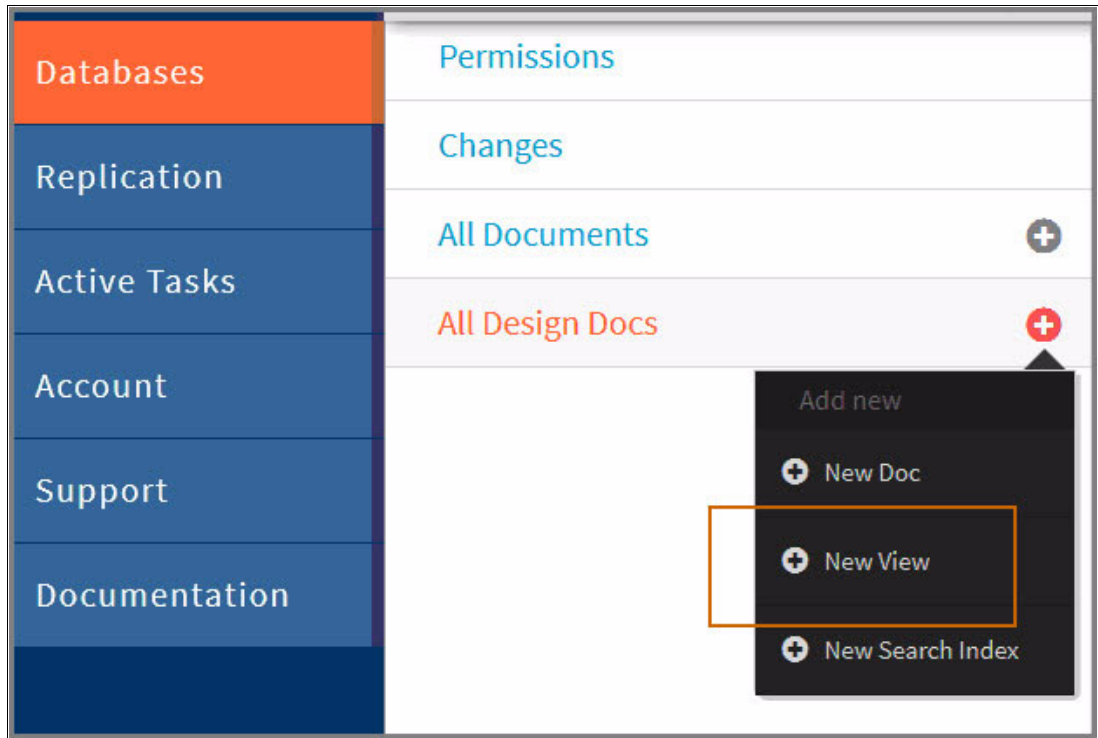 Databases
Replication
Active Tasks
Account
Support
Documentation
Permissions
Changes
All Documents
All Design Docs
Add new
New Doc
New View
New Search Index